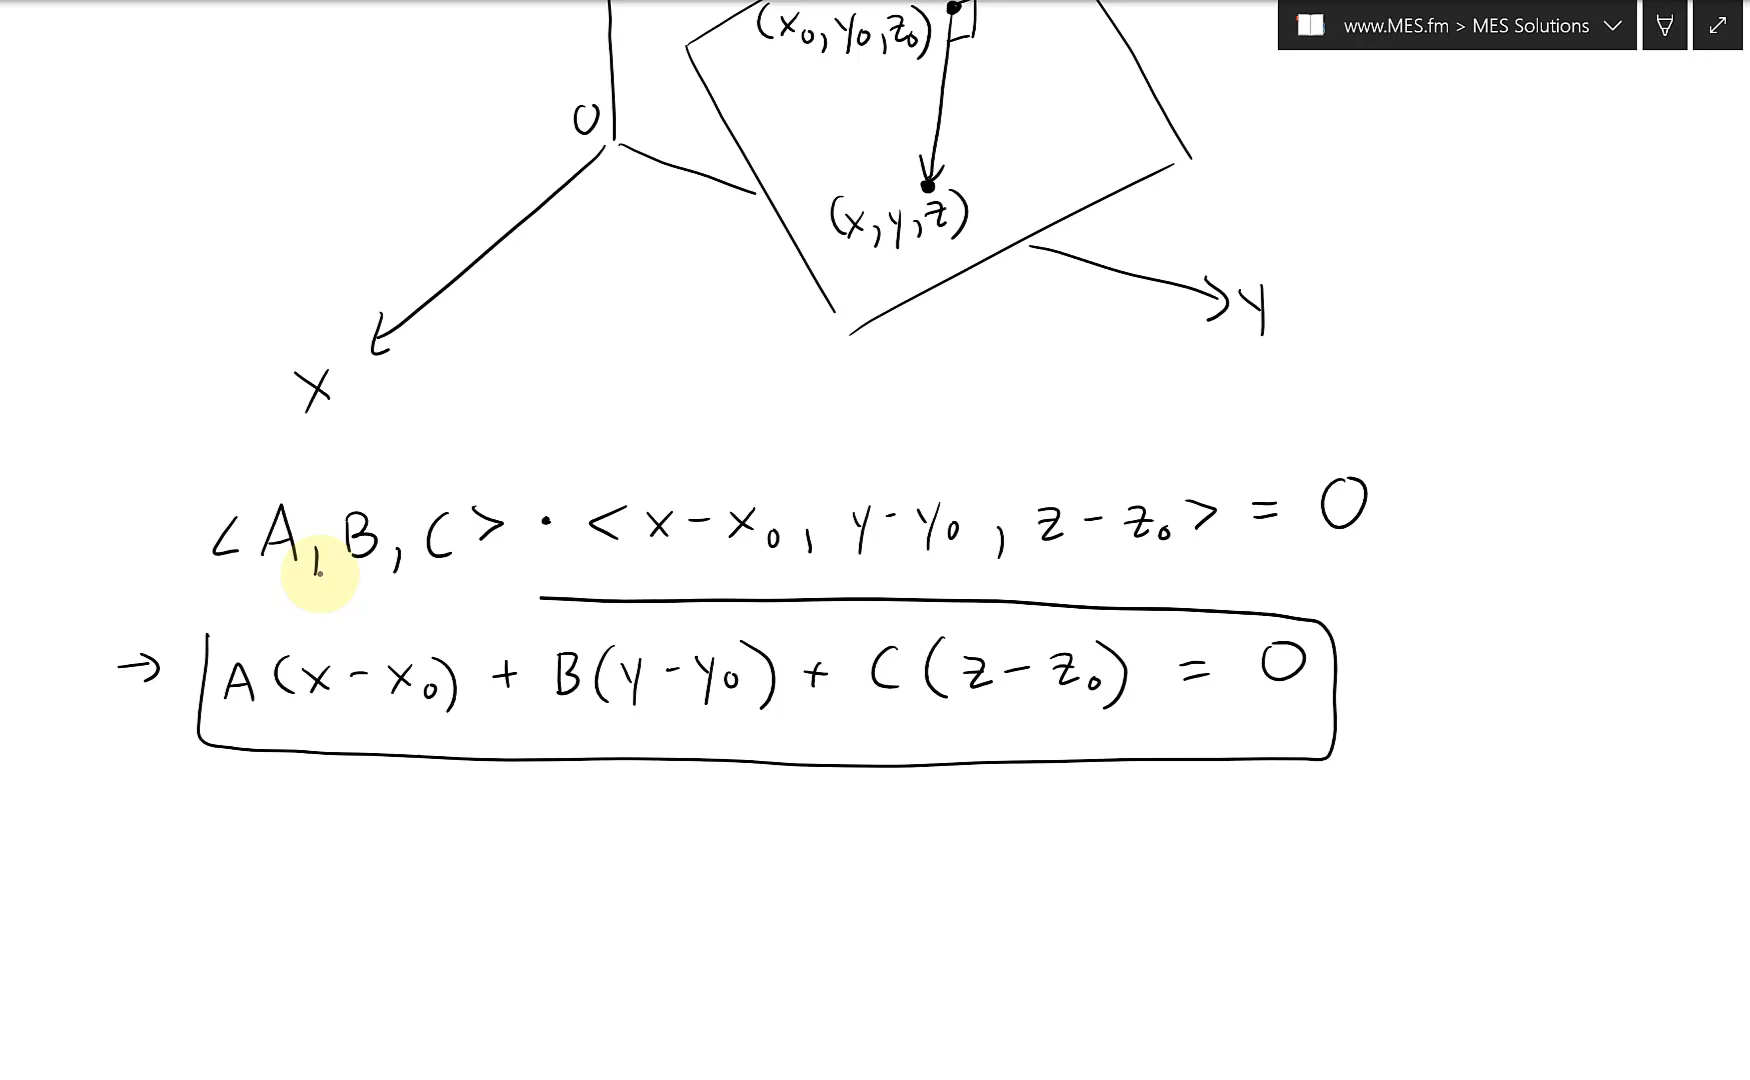 www.MES.fm > MES Solutions
(x₀, y₀, z₀)
O
(x, y, z)
Y
X
<A, B, C> · <x - x₀, y - y₀, z - z₀> = 0
→ A(x - x₀) + B(y - y₀) + C(z - z₀) = 0